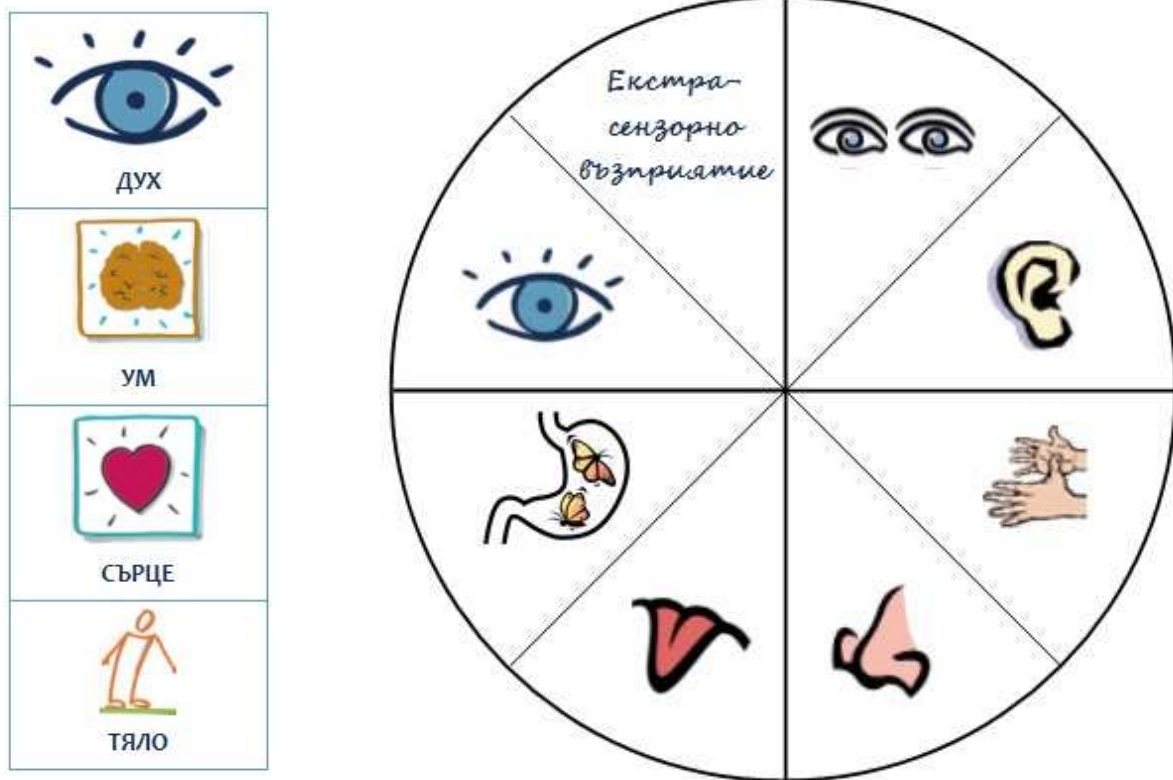 ДУХ
УМ
СЪРЦЕ
ТЯЛО
Екстра-
сензорно
възприятие